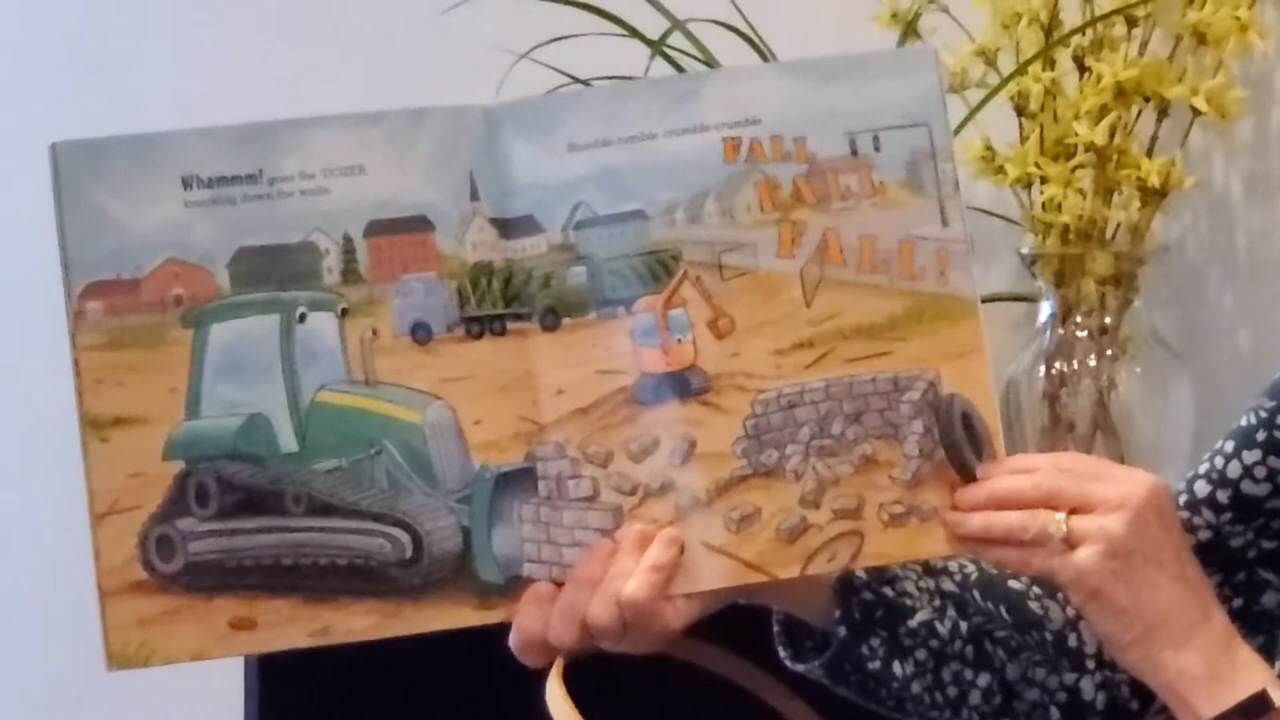 Whammm! goes the DOZER
knocking down the walls.
Rumble-rumble crumble-crumble
FALL
FALL
FALL!